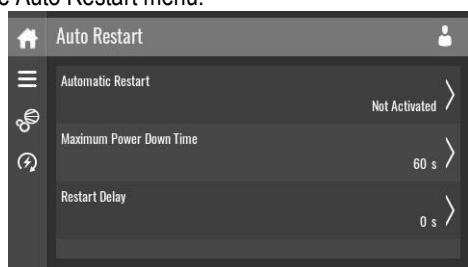 Auto Restart menu.
Auto Restart
Automatic Restart
Not Activated
Maximum Power Down Time
60 s
Restart Delay
0 s